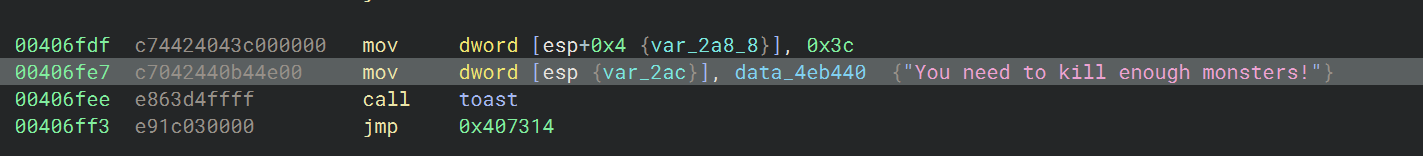 00406fdf c74424043c000000 mov dword [esp+0x4 {var_2a8_8}], 0x3c
00406fe7 c7042440b44e00 mov dword [esp {var_2ac}], data_4eb440 {"You need to kill enough monsters!"}
00406fee e863d4ffff call toast
00406ff3 e91c030000 jmp 0x407314